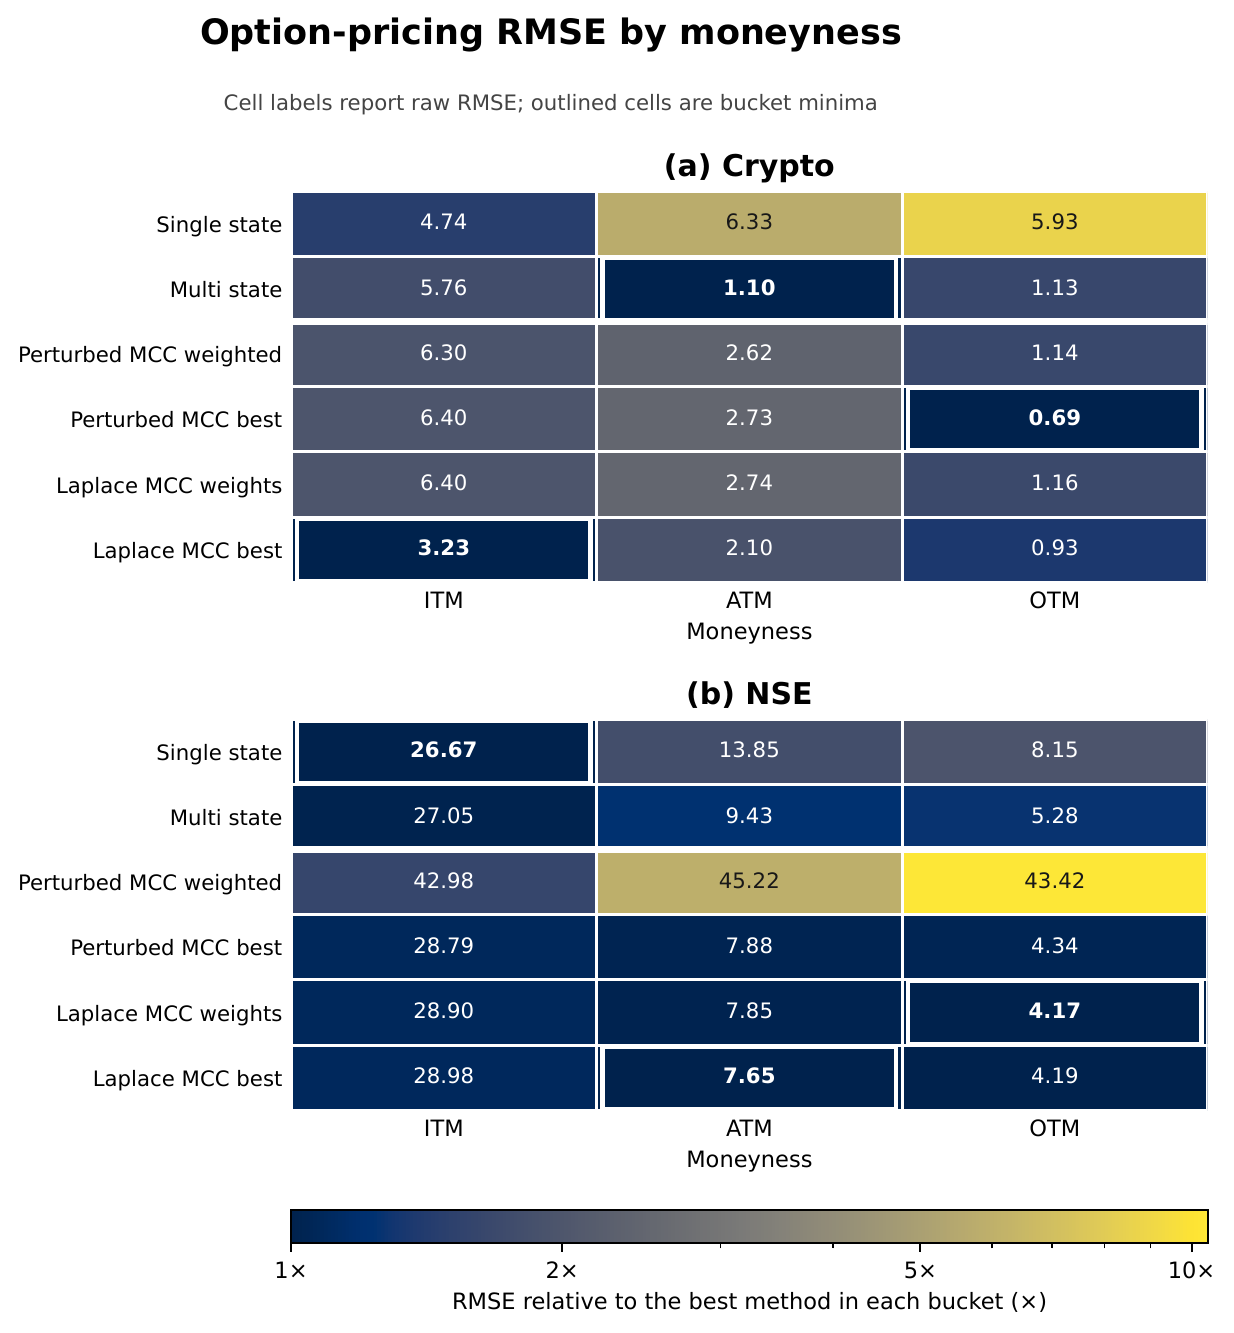 Option-pricing RMSE by moneyness
Cell labels report raw RMSE; outlined cells are bucket minima
(a) Crypto
Single state 4.74 6.33 5.93
Multi state 5.76 1.10 1.13
Perturbed MCC weighted 6.30 2.62 1.14
Perturbed MCC best 6.40 2.73 0.69
Laplace MCC weights 6.40 2.74 1.16
Laplace MCC best 3.23 2.10 0.93
ITM ATM OTM
Moneyness
(b) NSE
Single state 26.67 13.85 8.15
Multi state 27.05 9.43 5.28
Perturbed MCC weighted 42.98 45.22 43.42
Perturbed MCC best 28.79 7.88 4.34
Laplace MCC weights 28.90 7.85 4.17
Laplace MCC best 28.98 7.65 4.19
ITM ATM OTM
Moneyness
1× 2× 5× 10×
RMSE relative to the best method in each bucket (×)